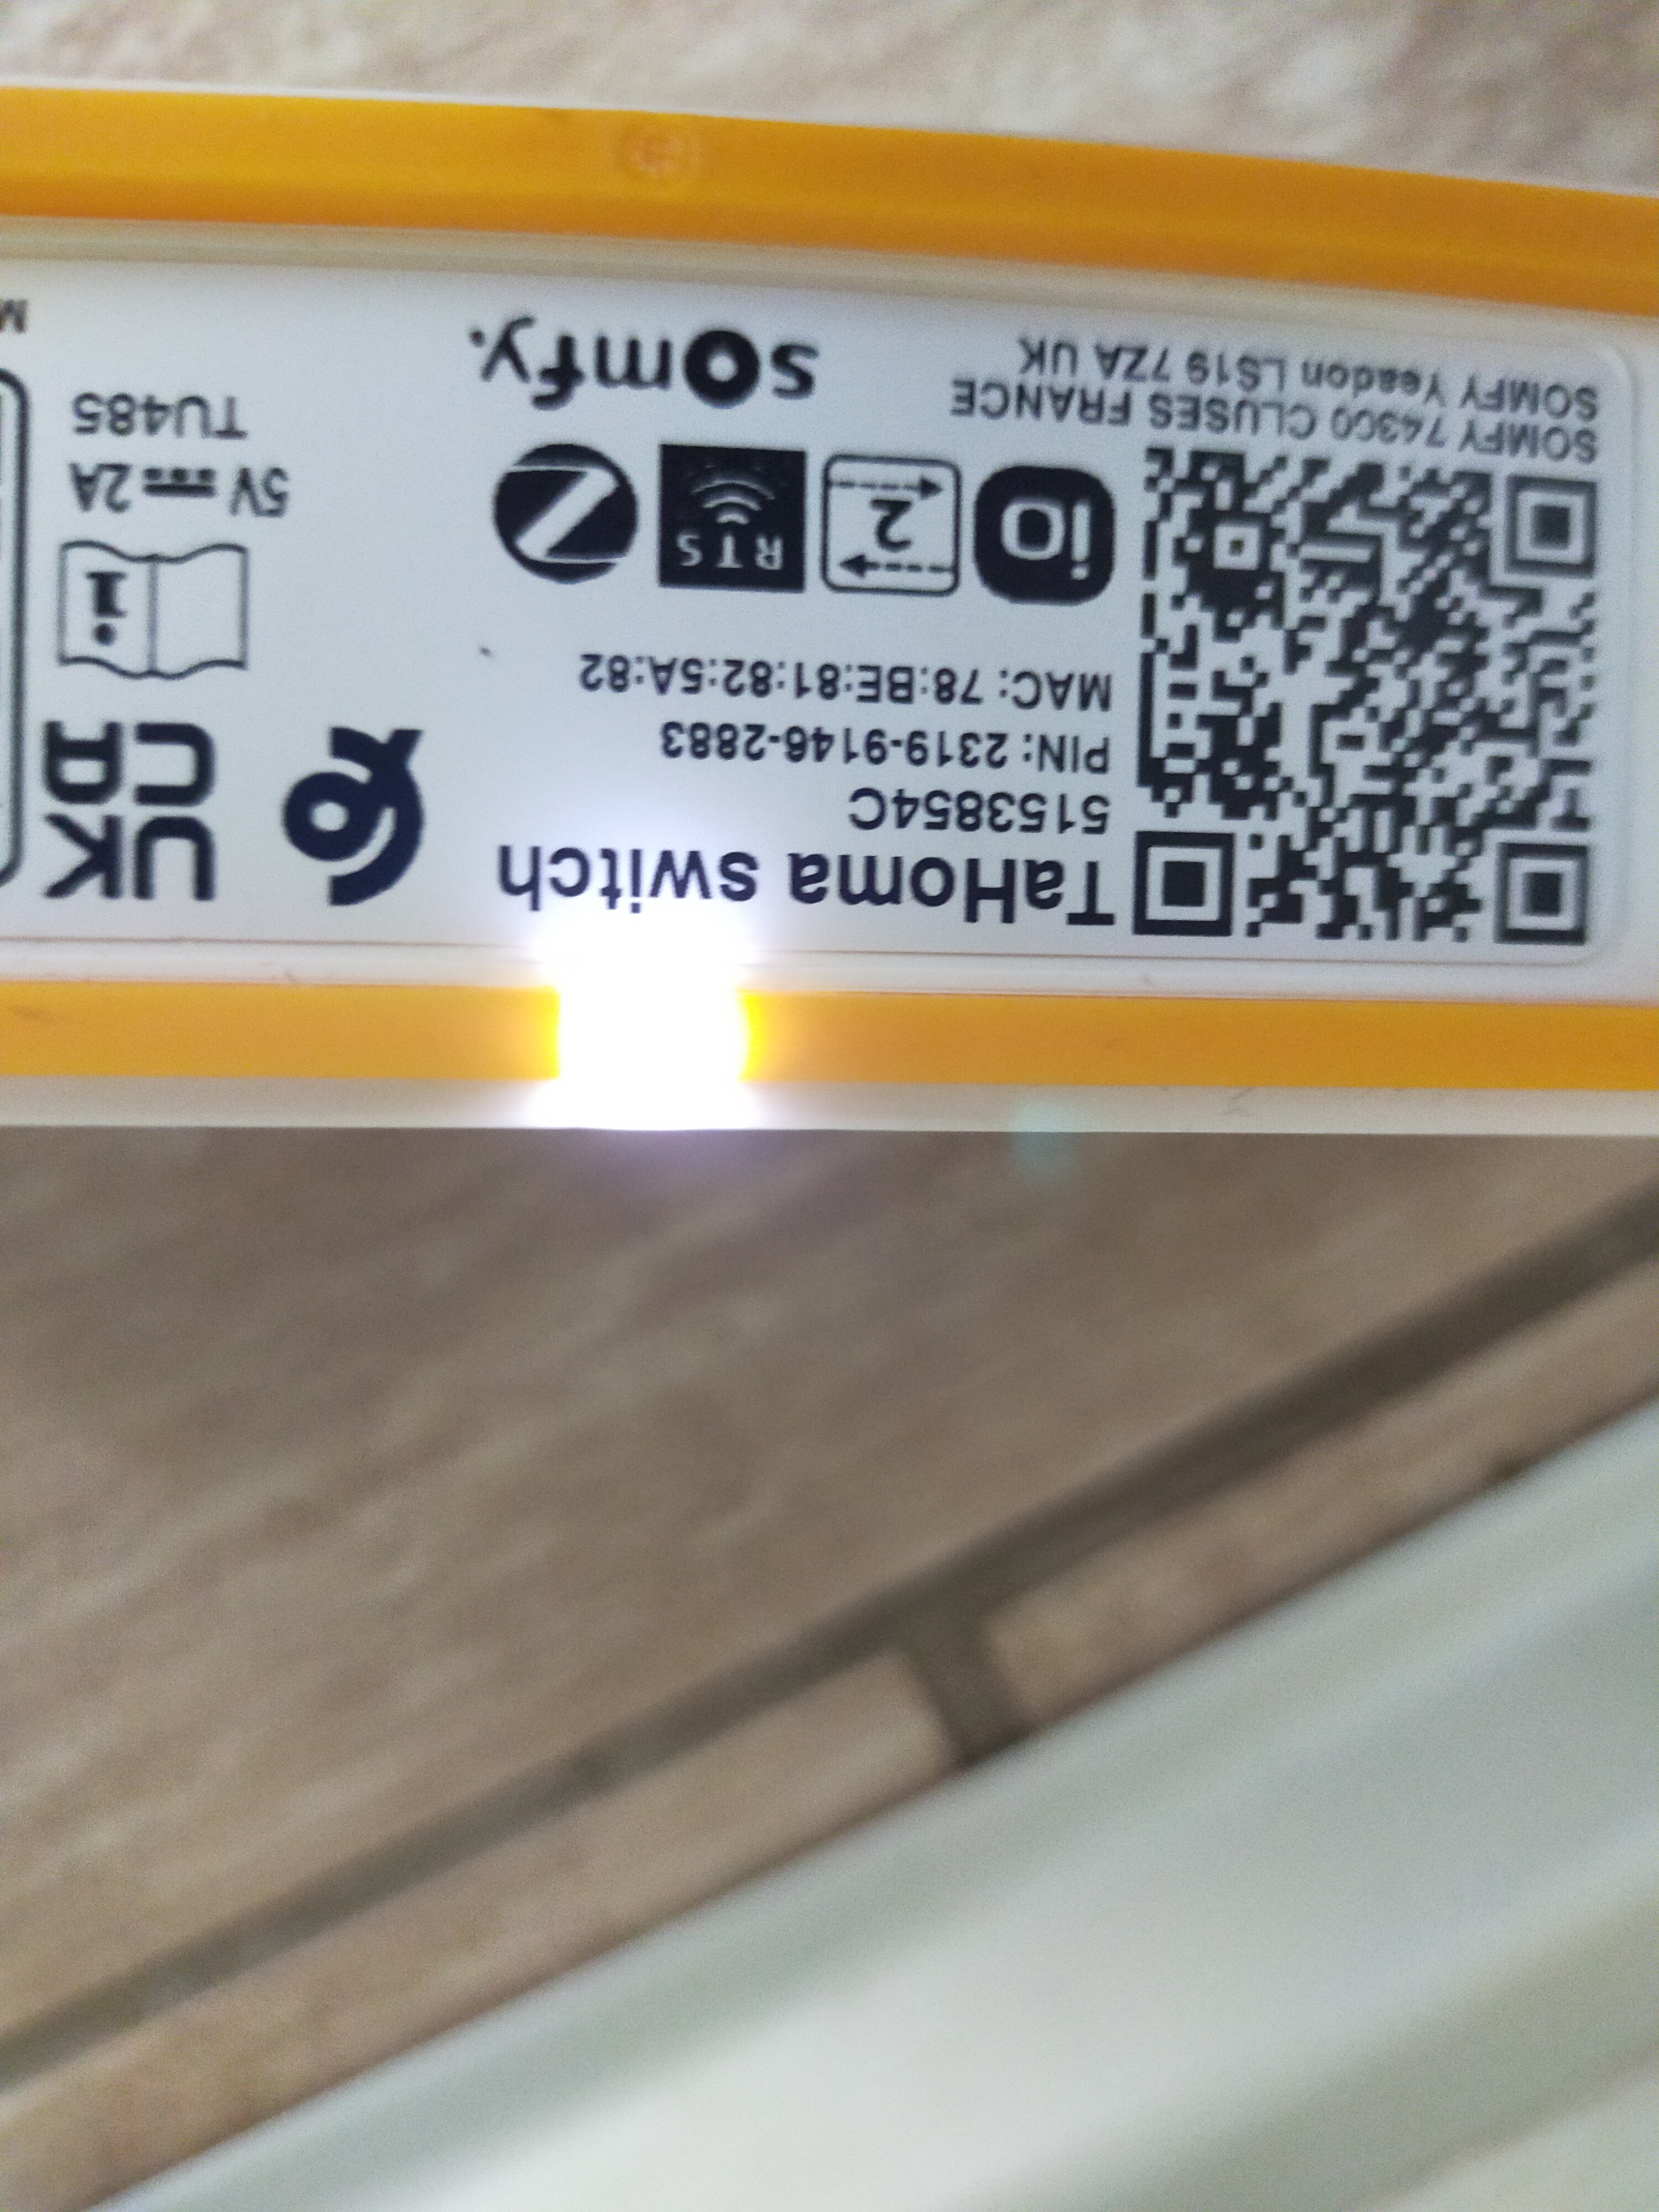 TaHoma switch
5153854C
PIN: 2319-9146-2883
MAC: 78:BE:81:82:5A:82
io
2
RTS
SOMFY 74300 CLUSES FRANCE
SOMFY Yeadon LS19 7ZA UK
somfy.
UK
CA
i
5V 2A
TU485